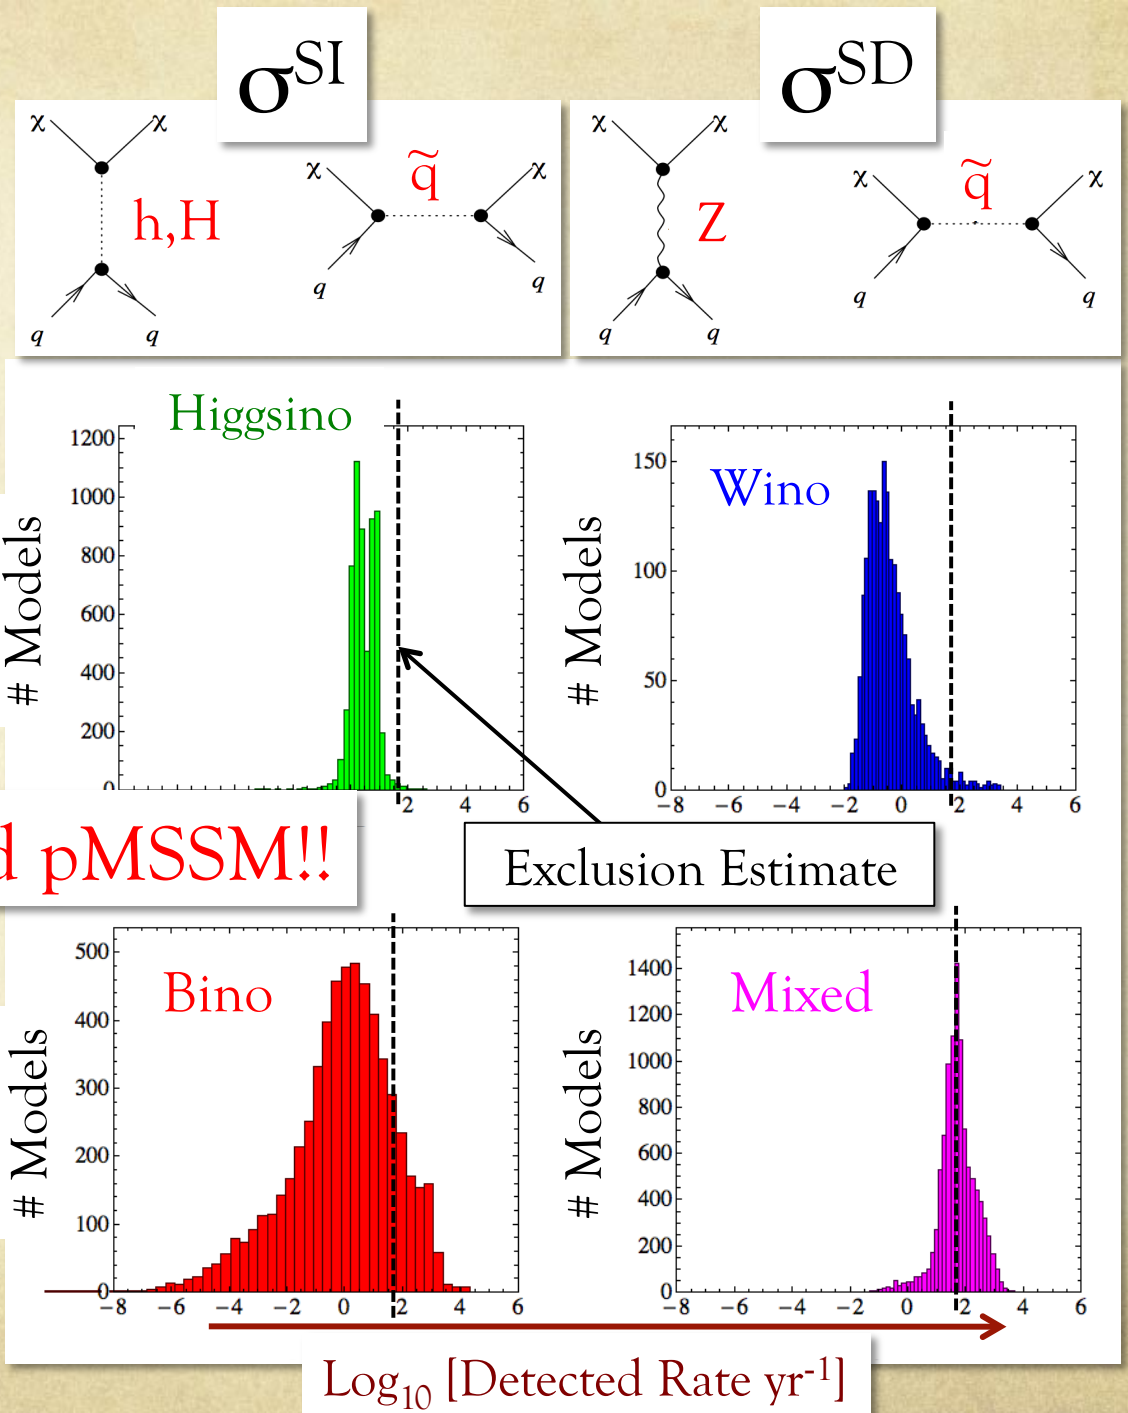 σSI
σSD
χ χ
h,H
q q
χ q̃ χ
q q
χ χ
Z
q q
χ q̃ χ
q q
Higgsino
# Models
1200
1000
800
600
400
200
0
2 4 6
Wino
# Models
150
100
50
0
−8 −6 −4 −2 0 2 4 6
d pMSSM!!
Exclusion Estimate
Bino
# Models
500
400
300
200
100
0
−8 −6 −4 −2 0 2 4 6
Mixed
# Models
1400
1200
1000
800
600
400
200
0
−8 −6 −4 −2 0 2 4 6
Log10 [Detected Rate yr-1]